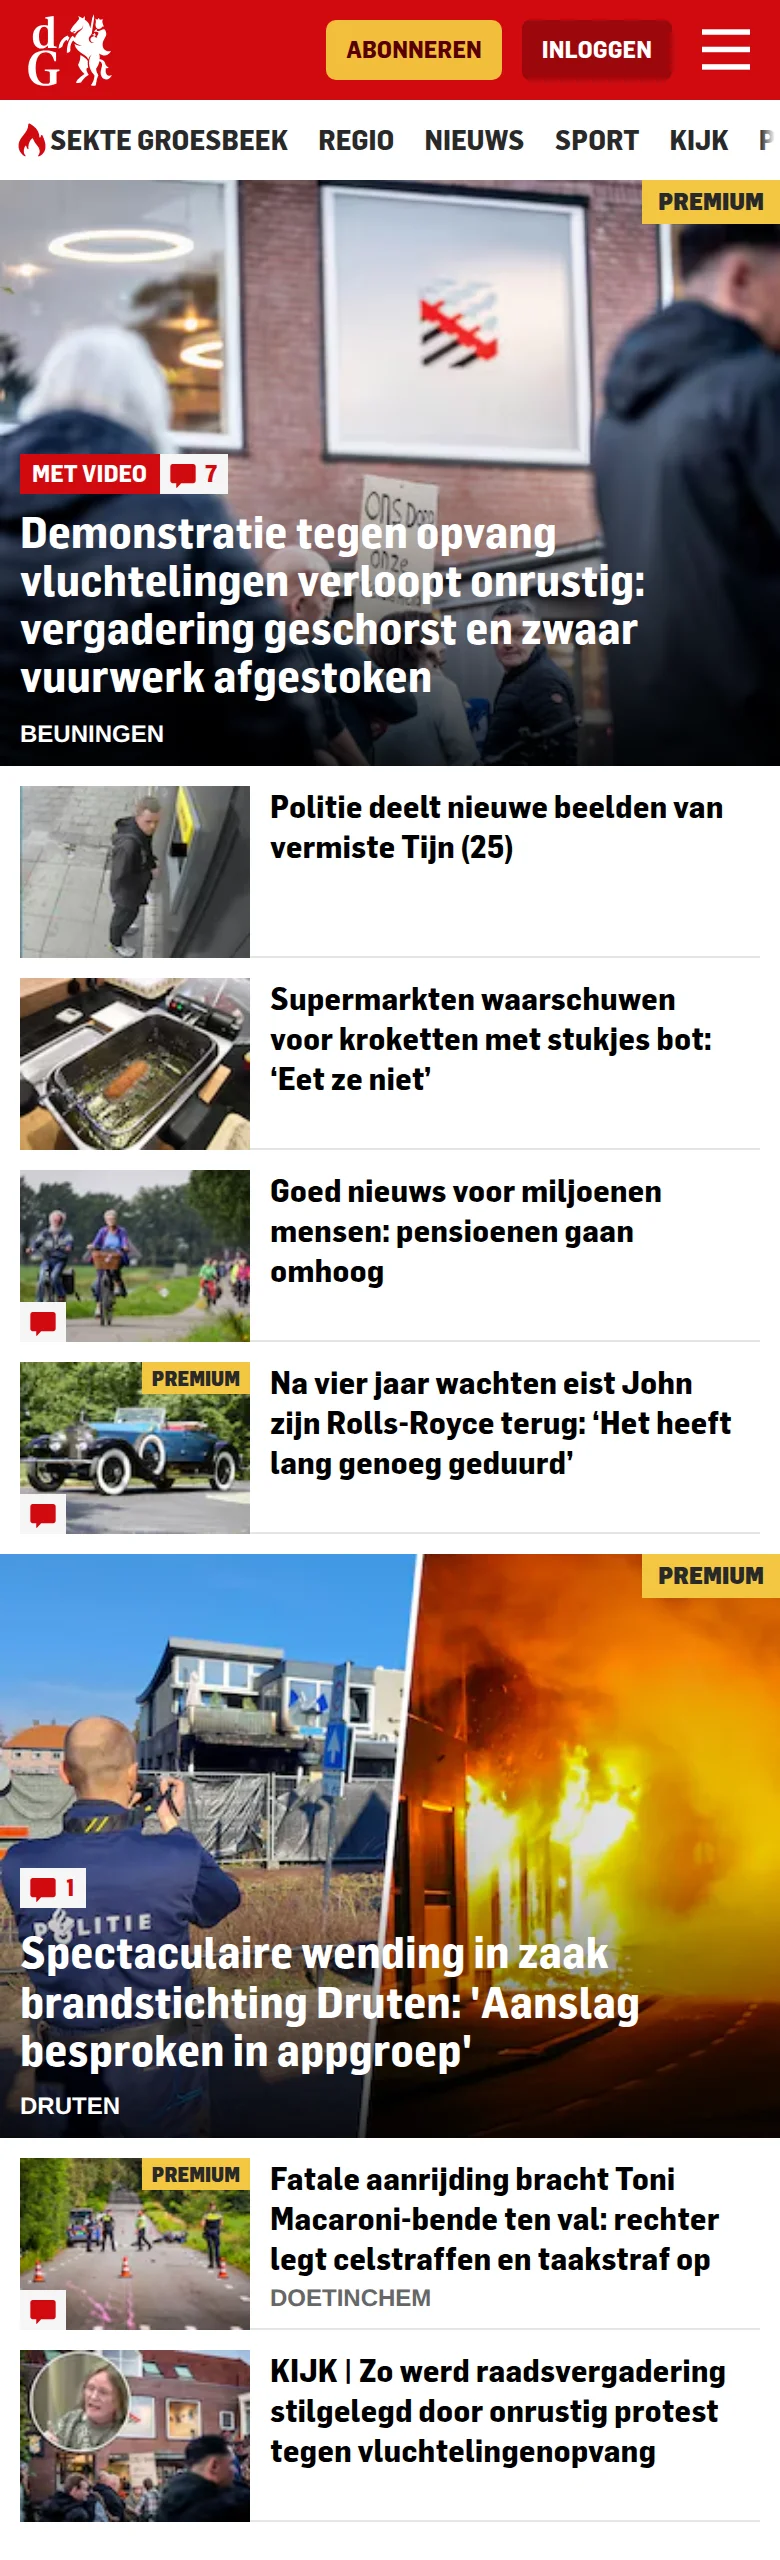 dG
ABONNEREN
INLOGGEN
SEKTE GROESBEEK
REGIO
NIEUWS
SPORT
KIJK
PREMIUM
ons Dorp
onze
MET VIDEO
7
Demonstratie tegen opvang
vluchtelingen verloopt onrustig:
vergadering geschorst en zwaar
vuurwerk afgestoken
BEUNINGEN
Politie deelt nieuwe beelden van
vermiste Tijn (25)
Supermarkten waarschuwen
voor kroketten met stukjes bot:
‘Eet ze niet’
Goed nieuws voor miljoenen
mensen: pensioenen gaan
omhoog
PREMIUM
Na vier jaar wachten eist John
zijn Rolls-Royce terug: ‘Het heeft
lang genoeg geduurd’
PREMIUM
1
POLITIE
Spectaculaire wending in zaak
brandstichting Druten: 'Aanslag
besproken in appgroep'
DRUTEN
PREMIUM
Fatale aanrijding bracht Toni
Macaroni-bende ten val: rechter
legt celstraffen en taakstraf op
DOETINCHEM
KIJK | Zo werd raadsvergadering
stilgelegd door onrustig protest
tegen vluchtelingenopvang